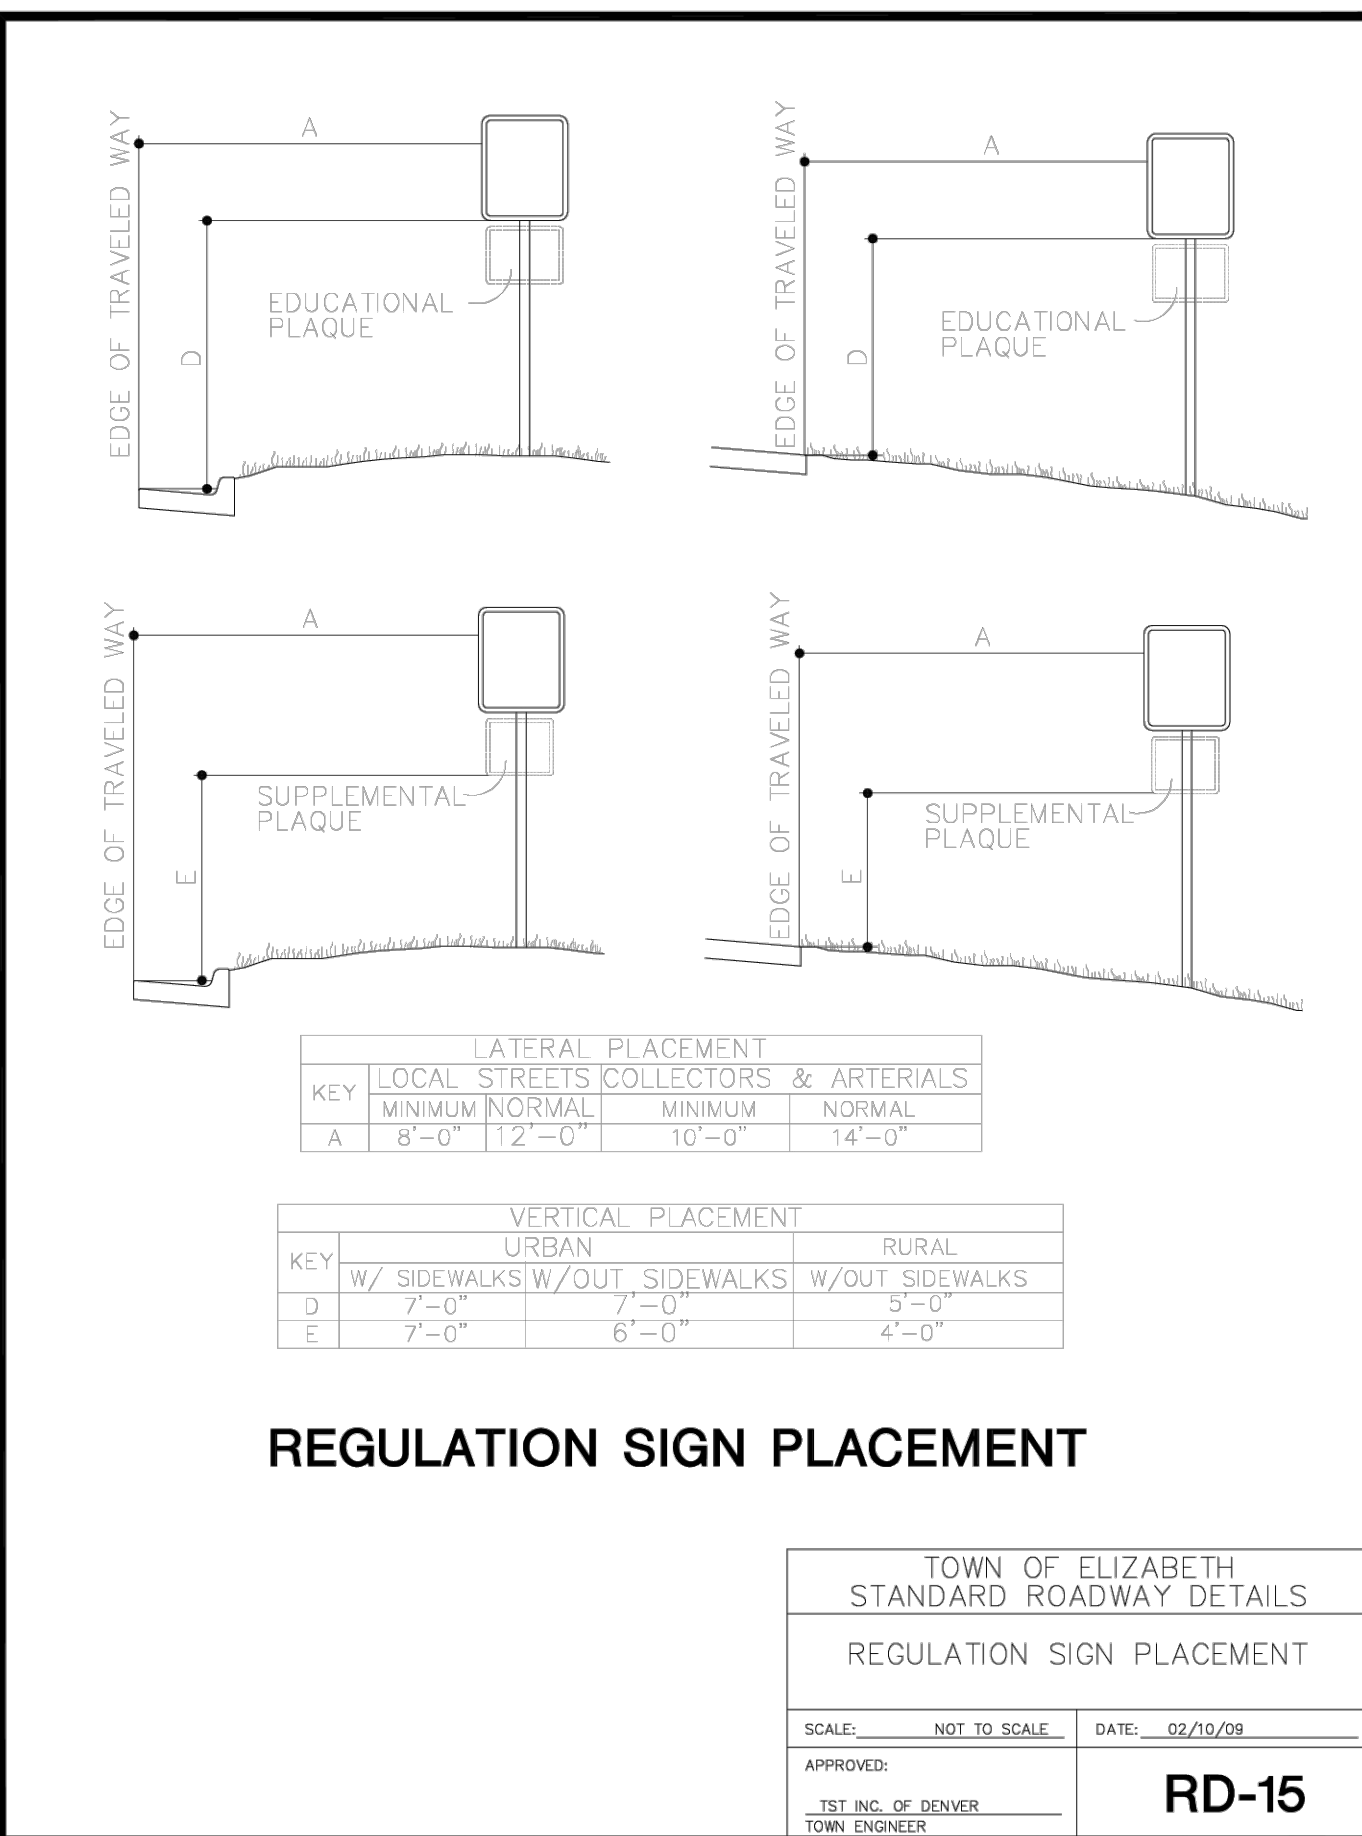 EDGE OF TRAVELED WAY
A
D
EDUCATIONAL
PLAQUE
EDGE OF TRAVELED WAY
A
D
EDUCATIONAL
PLAQUE
EDGE OF TRAVELED WAY
A
E
SUPPLEMENTAL
PLAQUE
EDGE OF TRAVELED WAY
A
E
SUPPLEMENTAL
PLAQUE
LATERAL PLACEMENT
KEY LOCAL STREETS COLLECTORS & ARTERIALS
MINIMUM NORMAL MINIMUM NORMAL
A 8'-0" 12'-0" 10'-0" 14'-0"
VERTICAL PLACEMENT
KEY URBAN RURAL
W/ SIDEWALKS W/OUT SIDEWALKS W/OUT SIDEWALKS
D 7'-0" 7'-0" 5'-0"
E 7'-0" 6'-0" 4'-0"
REGULATION SIGN PLACEMENT
TOWN OF ELIZABETH
STANDARD ROADWAY DETAILS
REGULATION SIGN PLACEMENT
SCALE: NOT TO SCALE DATE: 02/10/09
APPROVED:
TST INC. OF DENVER
TOWN ENGINEER
RD-15